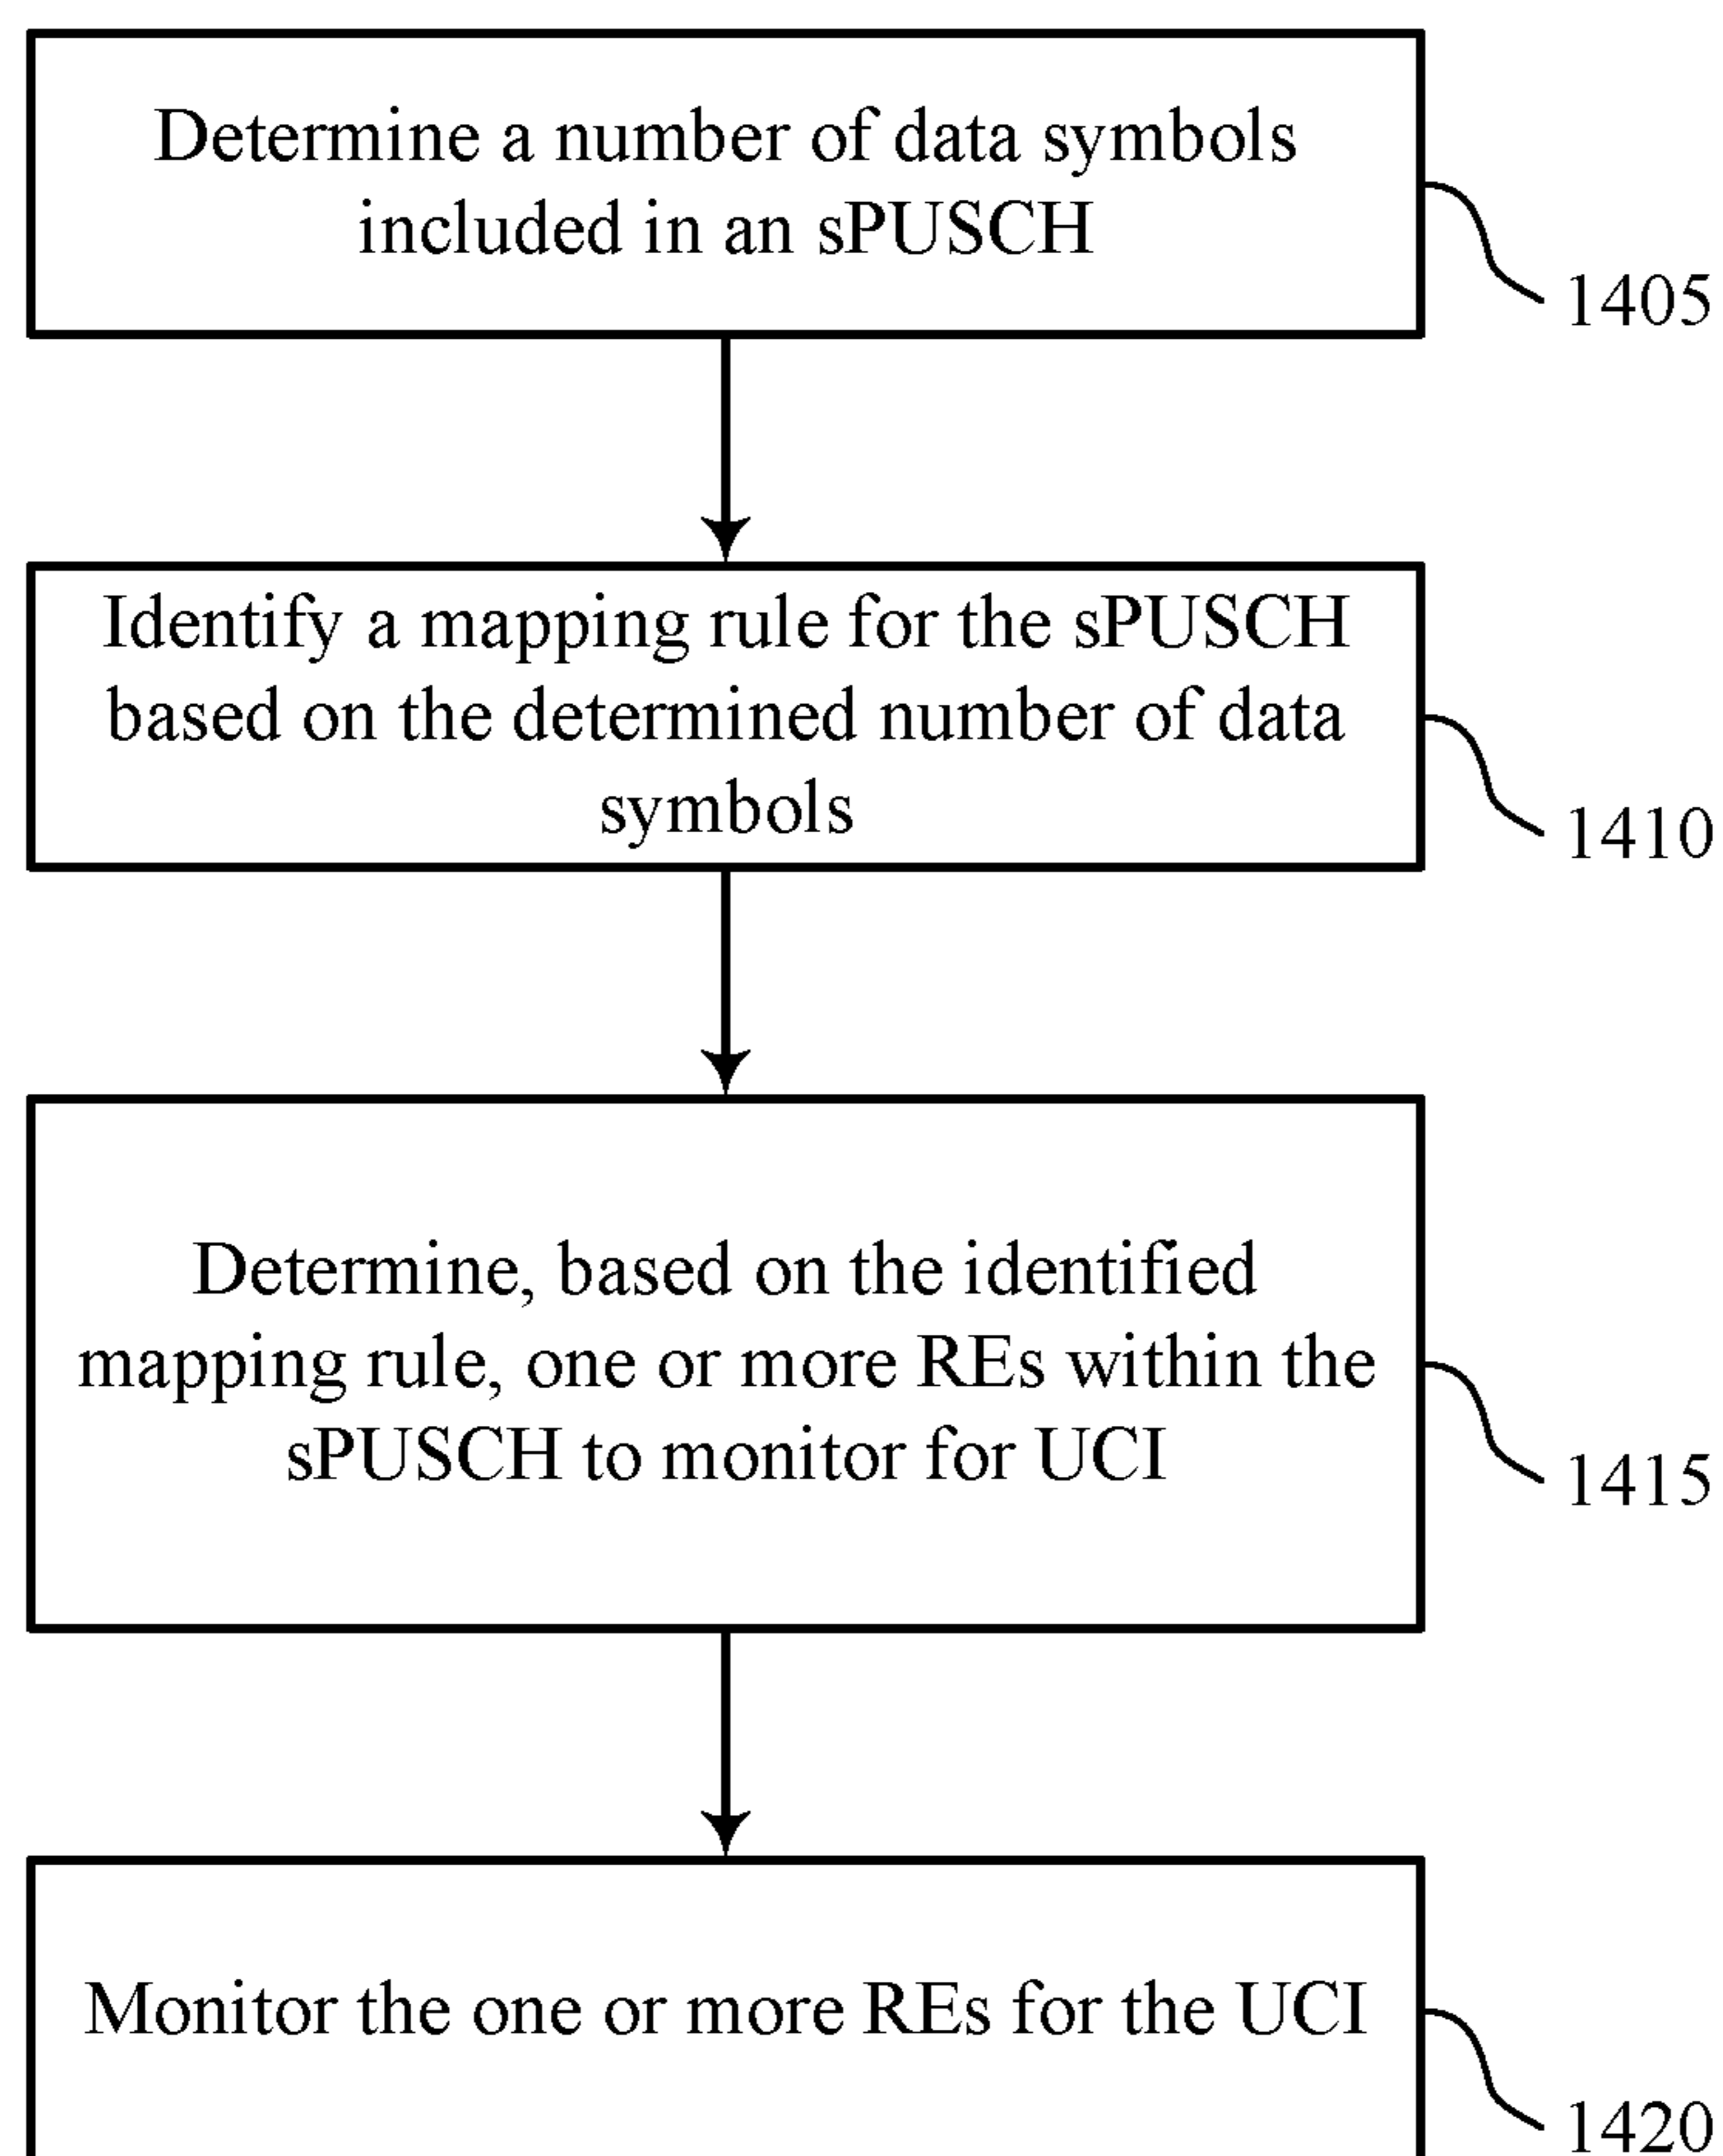 Determine a number of data symbols
included in an sPUSCH
1405
Identify a mapping rule for the sPUSCH
based on the determined number of data
symbols
1410
Determine, based on the identified
mapping rule, one or more REs within the
sPUSCH to monitor for UCI
1415
Monitor the one or more REs for the UCI
1420